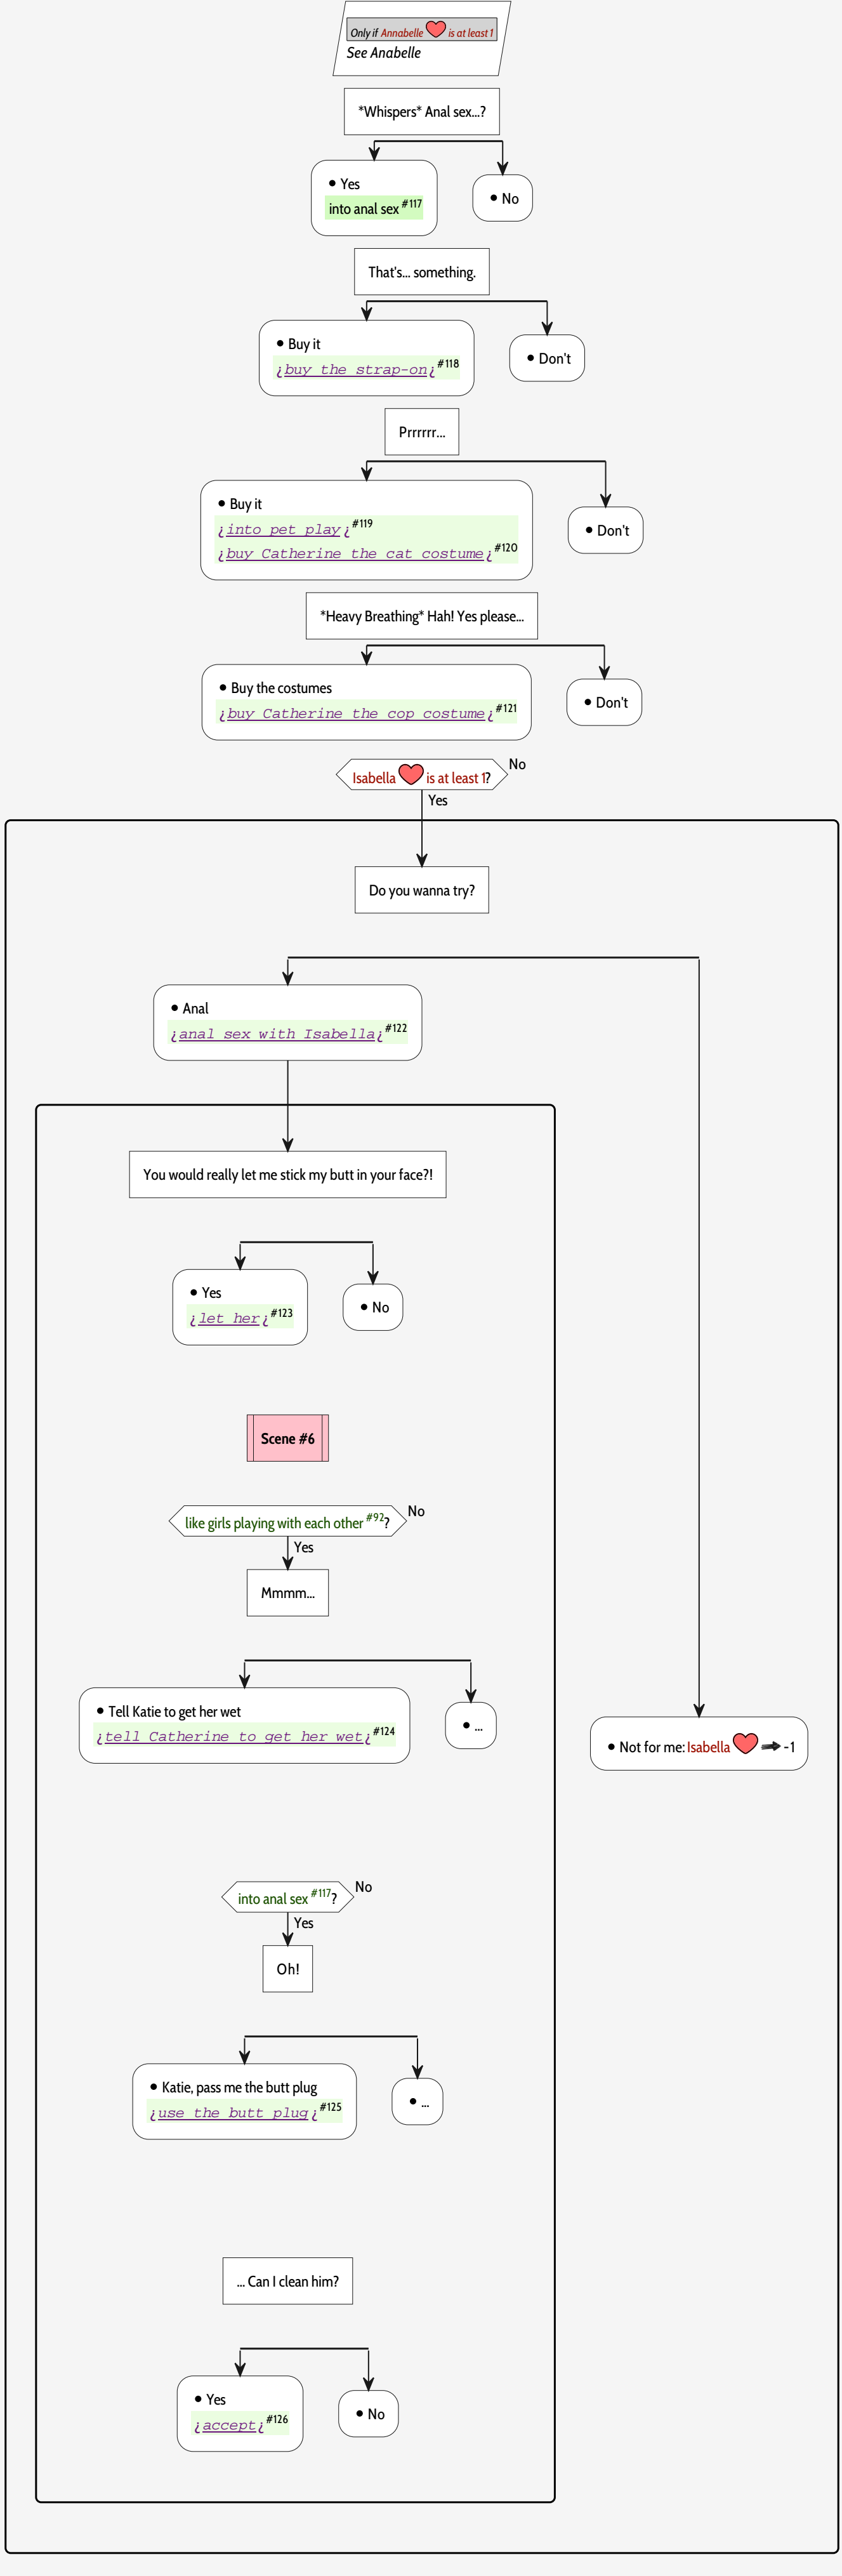 Only if Annabelle is at least 1
See Anabelle
*Whispers* Anal sex...?
• Yes
into anal sex #117
• No
That's... something.
• Buy it
¿buy the strap-on¿ #118
• Don't
Prrrrrr...
• Buy it
¿into pet play¿ #119
¿buy Catherine the cat costume¿ #120
• Don't
*Heavy Breathing* Hah! Yes please...
• Buy the costumes
¿buy Catherine the cop costume¿ #121
• Don't
Isabella is at least 1?
No
Yes
Do you wanna try?
• Anal
¿anal sex with Isabella¿ #122
You would really let me stick my butt in your face?!
• Yes
¿let her¿ #123
• No
Scene #6
like girls playing with each other #92?
No
Yes
Mmmm...
• Tell Katie to get her wet
¿tell Catherine to get her wet¿ #124
• ...
• Not for me: Isabella -1
into anal sex #117?
No
Yes
Oh!
• Katie, pass me the butt plug
¿use the butt plug¿ #125
• ...
... Can I clean him?
• Yes
¿accept¿ #126
• No